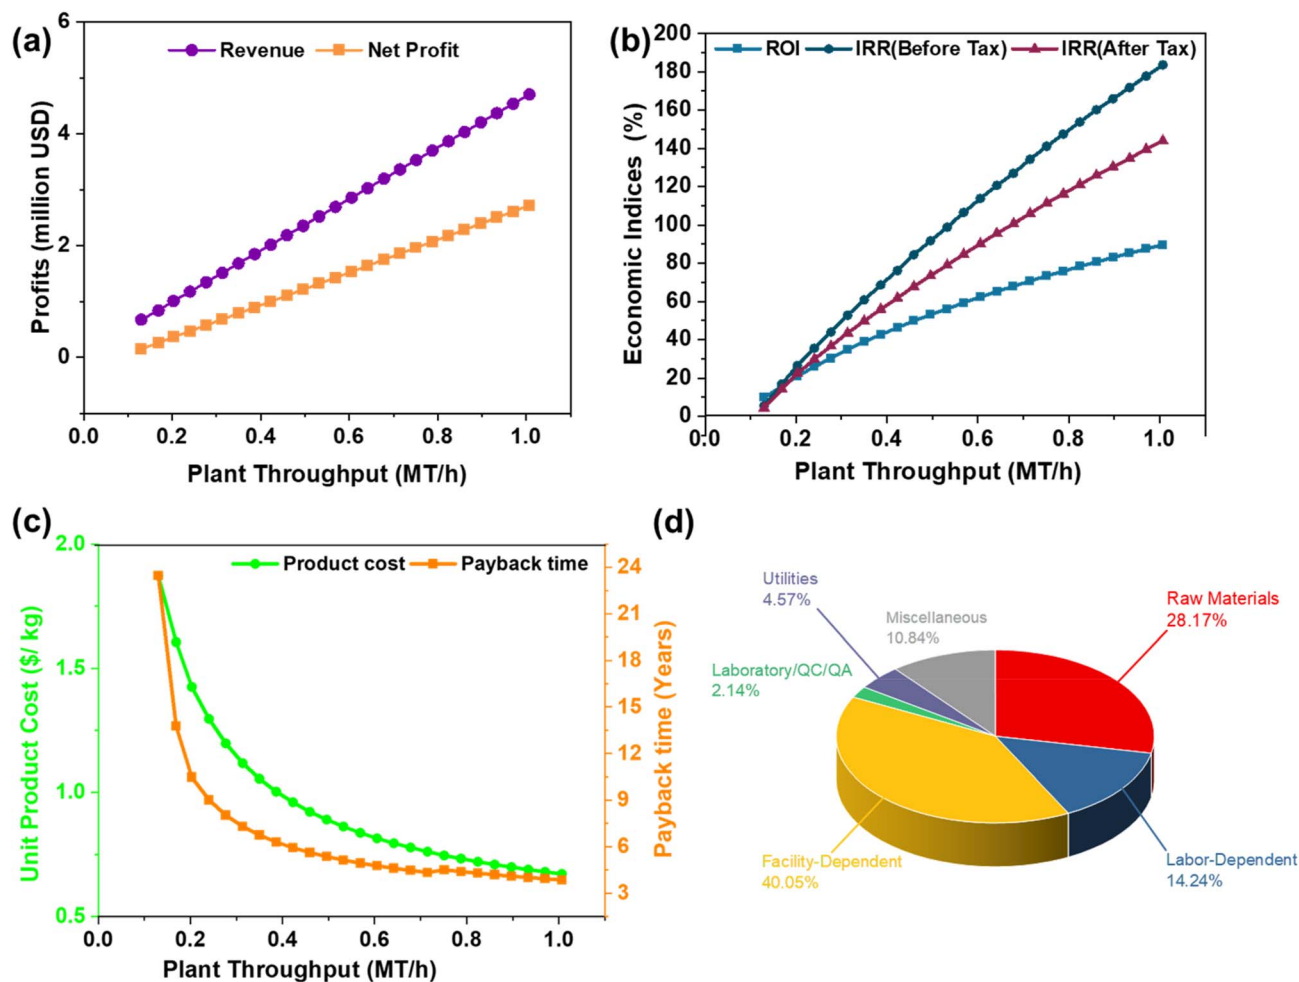 (a)
Revenue Net Profit
6
4
2
0
Profits (million USD)
0.0 0.2 0.4 0.6 0.8 1.0
Plant Throughput (MT/h)
(b)
ROI IRR(Before Tax) IRR(After Tax)
200
180
160
140
120
100
80
60
40
20
0
Economic Indices (%)
0.0 0.2 0.4 0.6 0.8 1.0
Plant Throughput (MT/h)
(c)
Product cost Payback time
2.0
1.5
1.0
0.5
Unit Product Cost ($/ kg)
24
21
18
15
12
9
6
3
Payback time (Years)
0.0 0.2 0.4 0.6 0.8 1.0
Plant Throughput (MT/h)
(d)
Utilities
4.57%
Miscellaneous
10.84%
Raw Materials
28.17%
Laboratory/QC/QA
2.14%
Facility-Dependent
40.05%
Labor-Dependent
14.24%